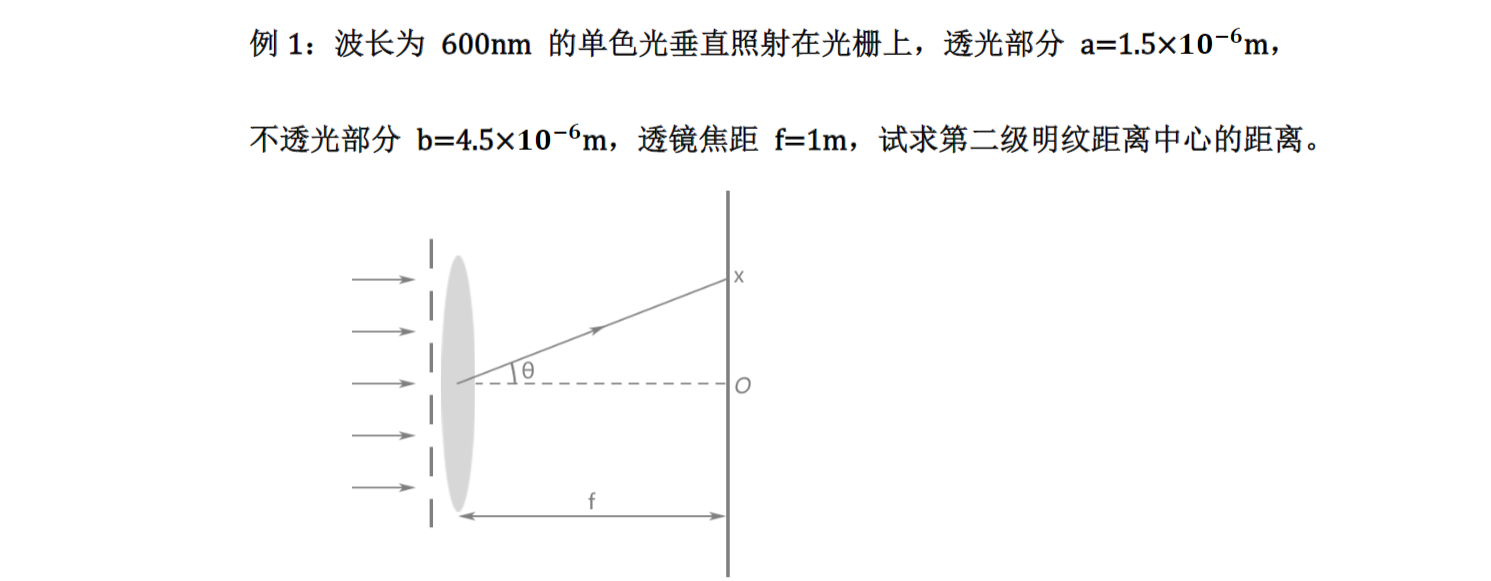 例 1：波长为 600nm 的单色光垂直照射在光栅上，透光部分 a=1.5×10⁻⁶m，
不透光部分 b=4.5×10⁻⁶m，透镜焦距 f=1m，试求第二级明纹距离中心的距离。
x
θ
O
f